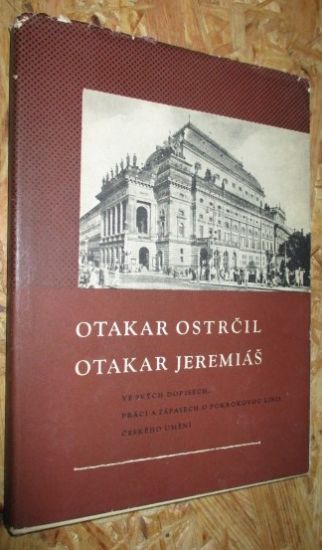 OTAKAR OSTRČIL
OTAKAR JEREMIÁŠ
VE SVÝCH DOPISECH,
PRÁCI A ZÁPASECH O POKROKOVOU LINII
ČESKÉHO UMĚNÍ